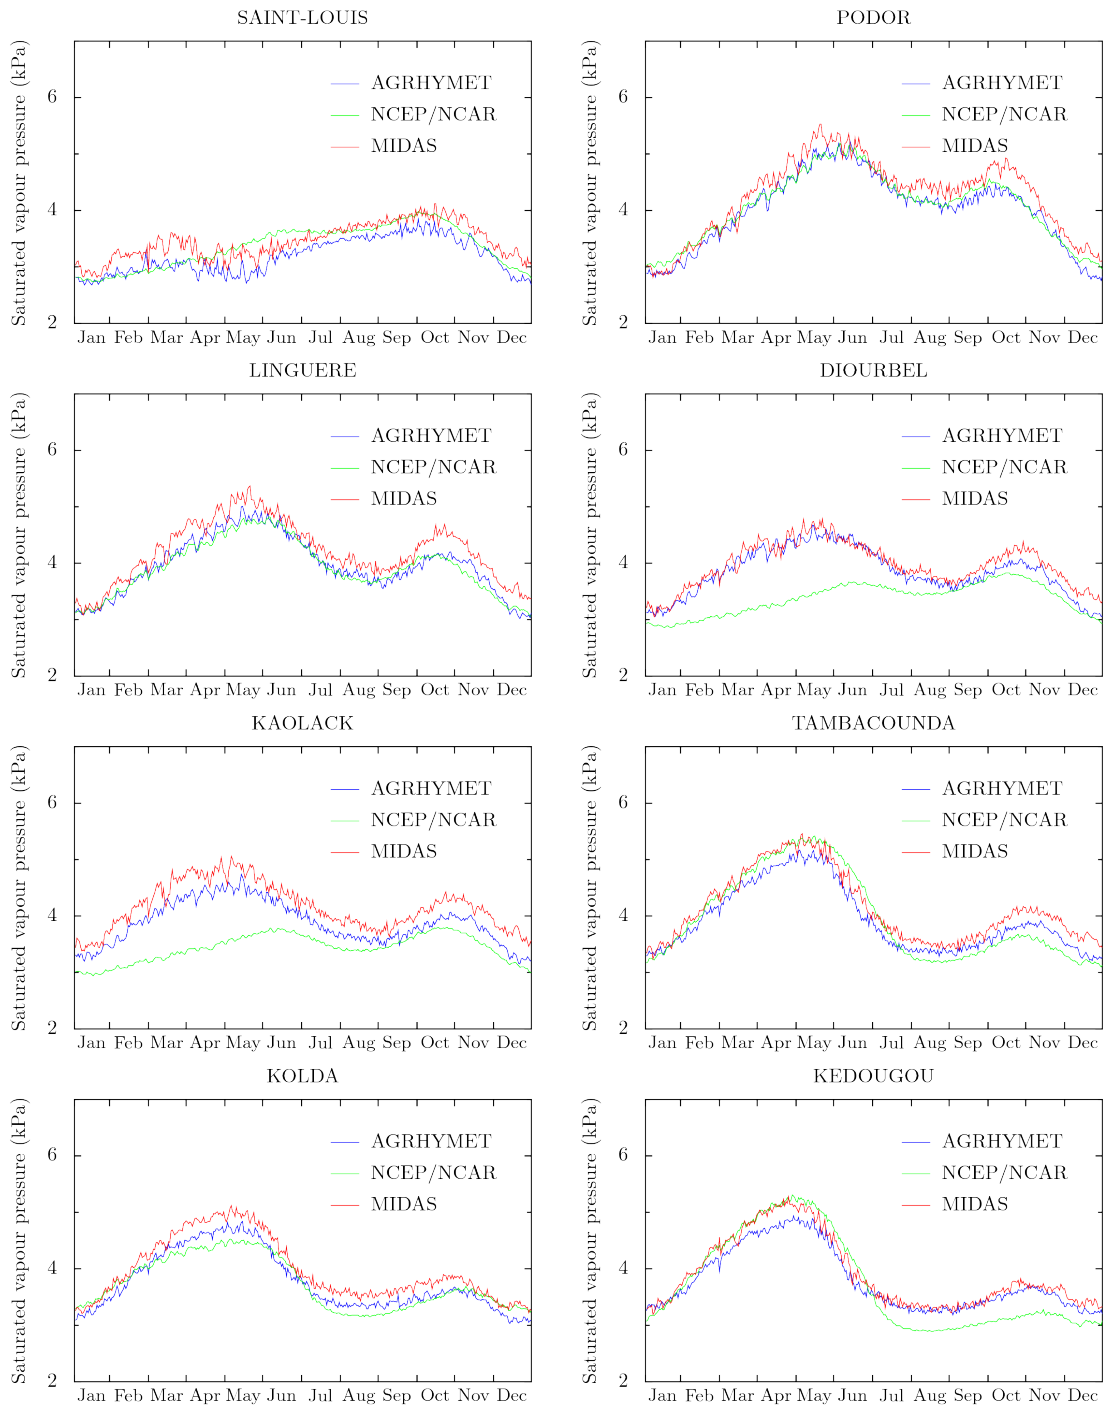 SAINT-LOUIS
Saturated vapour pressure (kPa)
6
4
2
AGRHYMET
NCEP/NCAR
MIDAS
Jan Feb Mar Apr May Jun Jul Aug Sep Oct Nov Dec
PODOR
Saturated vapour pressure (kPa)
6
4
2
AGRHYMET
NCEP/NCAR
MIDAS
Jan Feb Mar Apr May Jun Jul Aug Sep Oct Nov Dec
LINGUERE
Saturated vapour pressure (kPa)
6
4
2
AGRHYMET
NCEP/NCAR
MIDAS
Jan Feb Mar Apr May Jun Jul Aug Sep Oct Nov Dec
DIOURBEL
Saturated vapour pressure (kPa)
6
4
2
AGRHYMET
NCEP/NCAR
MIDAS
Jan Feb Mar Apr May Jun Jul Aug Sep Oct Nov Dec
KAOLACK
Saturated vapour pressure (kPa)
6
4
2
AGRHYMET
NCEP/NCAR
MIDAS
Jan Feb Mar Apr May Jun Jul Aug Sep Oct Nov Dec
TAMBACOUNDA
Saturated vapour pressure (kPa)
6
4
2
AGRHYMET
NCEP/NCAR
MIDAS
Jan Feb Mar Apr May Jun Jul Aug Sep Oct Nov Dec
KOLDA
Saturated vapour pressure (kPa)
6
4
2
AGRHYMET
NCEP/NCAR
MIDAS
Jan Feb Mar Apr May Jun Jul Aug Sep Oct Nov Dec
KEDOUGOU
Saturated vapour pressure (kPa)
6
4
2
AGRHYMET
NCEP/NCAR
MIDAS
Jan Feb Mar Apr May Jun Jul Aug Sep Oct Nov Dec